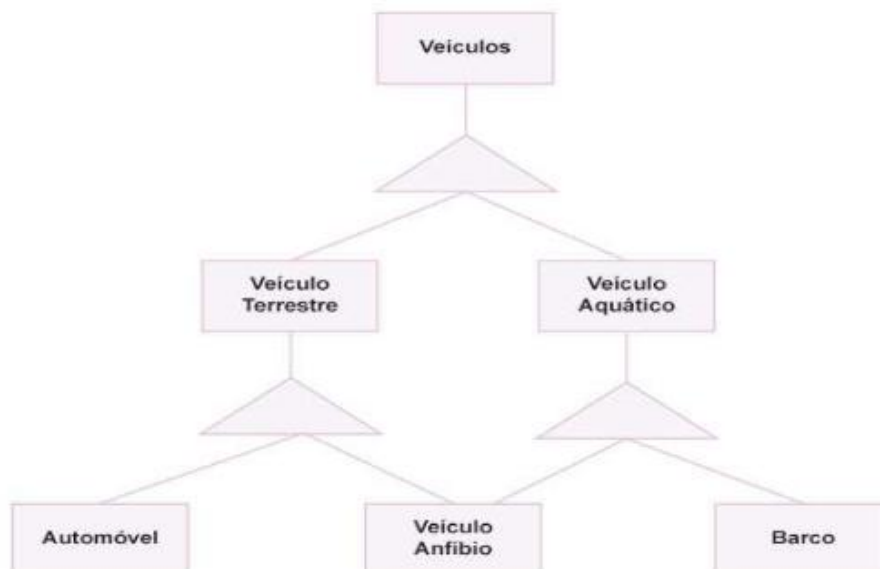 Veículos
Veículo
Terrestre
Veículo
Aquático
Automóvel
Veículo
Anfíbio
Barco